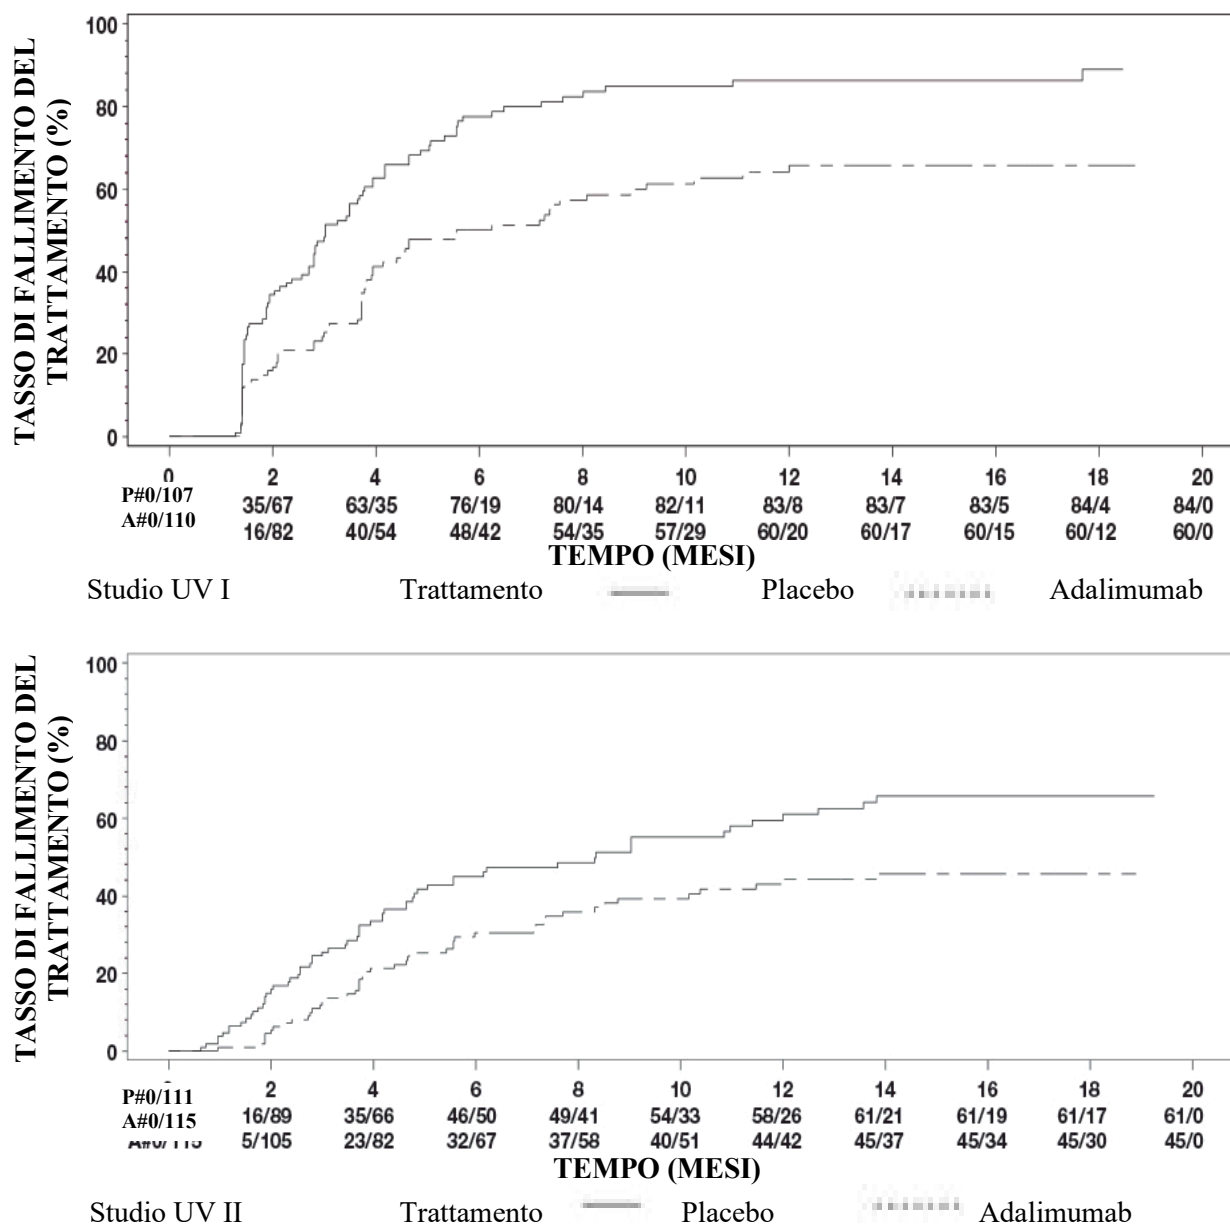 TASSO DI FALLIMENTO DEL
TRATTAMENTO (%)
100
80
60
40
20
0
0 2 4 6 8 10 12 14 16 18 20
P#0/107 35/67 63/35 76/19 80/14 82/11 83/8 83/7 83/5 84/4 84/0
A#0/110 16/82 40/54 48/42 54/35 57/29 60/20 60/17 60/15 60/12 60/0
TEMPO (MESI)
Studio UV I Trattamento Placebo Adalimumab
TASSO DI FALLIMENTO DEL
TRATTAMENTO (%)
100
80
60
40
20
0
2 4 6 8 10 12 14 16 18 20
P#0/111 16/89 35/66 46/50 49/41 54/33 58/26 61/21 61/19 61/17 61/0
A#0/115 5/105 23/82 32/67 37/58 40/51 44/42 45/37 45/34 45/30 45/0
TEMPO (MESI)
Studio UV II Trattamento Placebo Adalimumab